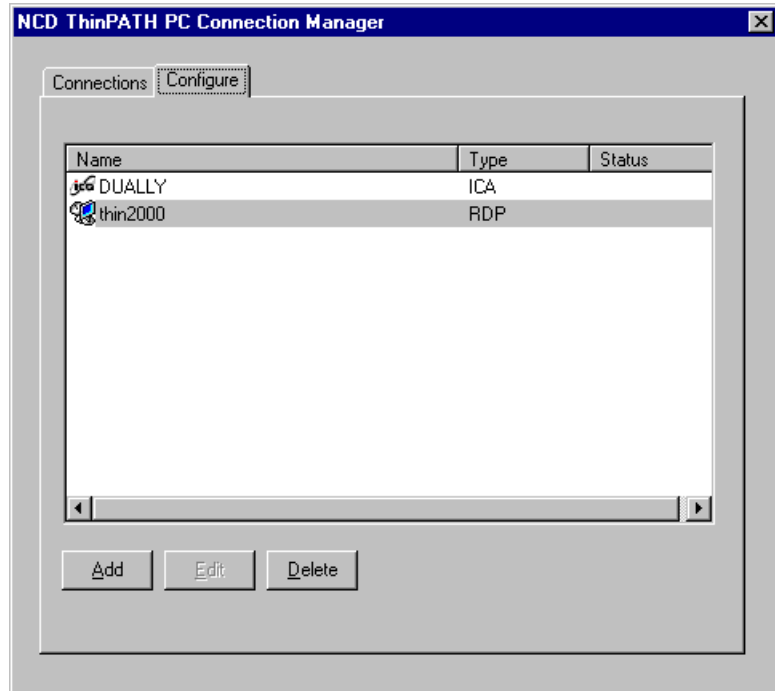 NCD ThinPATH PC Connection Manager
Connections Configure
Name Type Status
DUALLY ICA
thin2000 RDP
Add Edit Delete